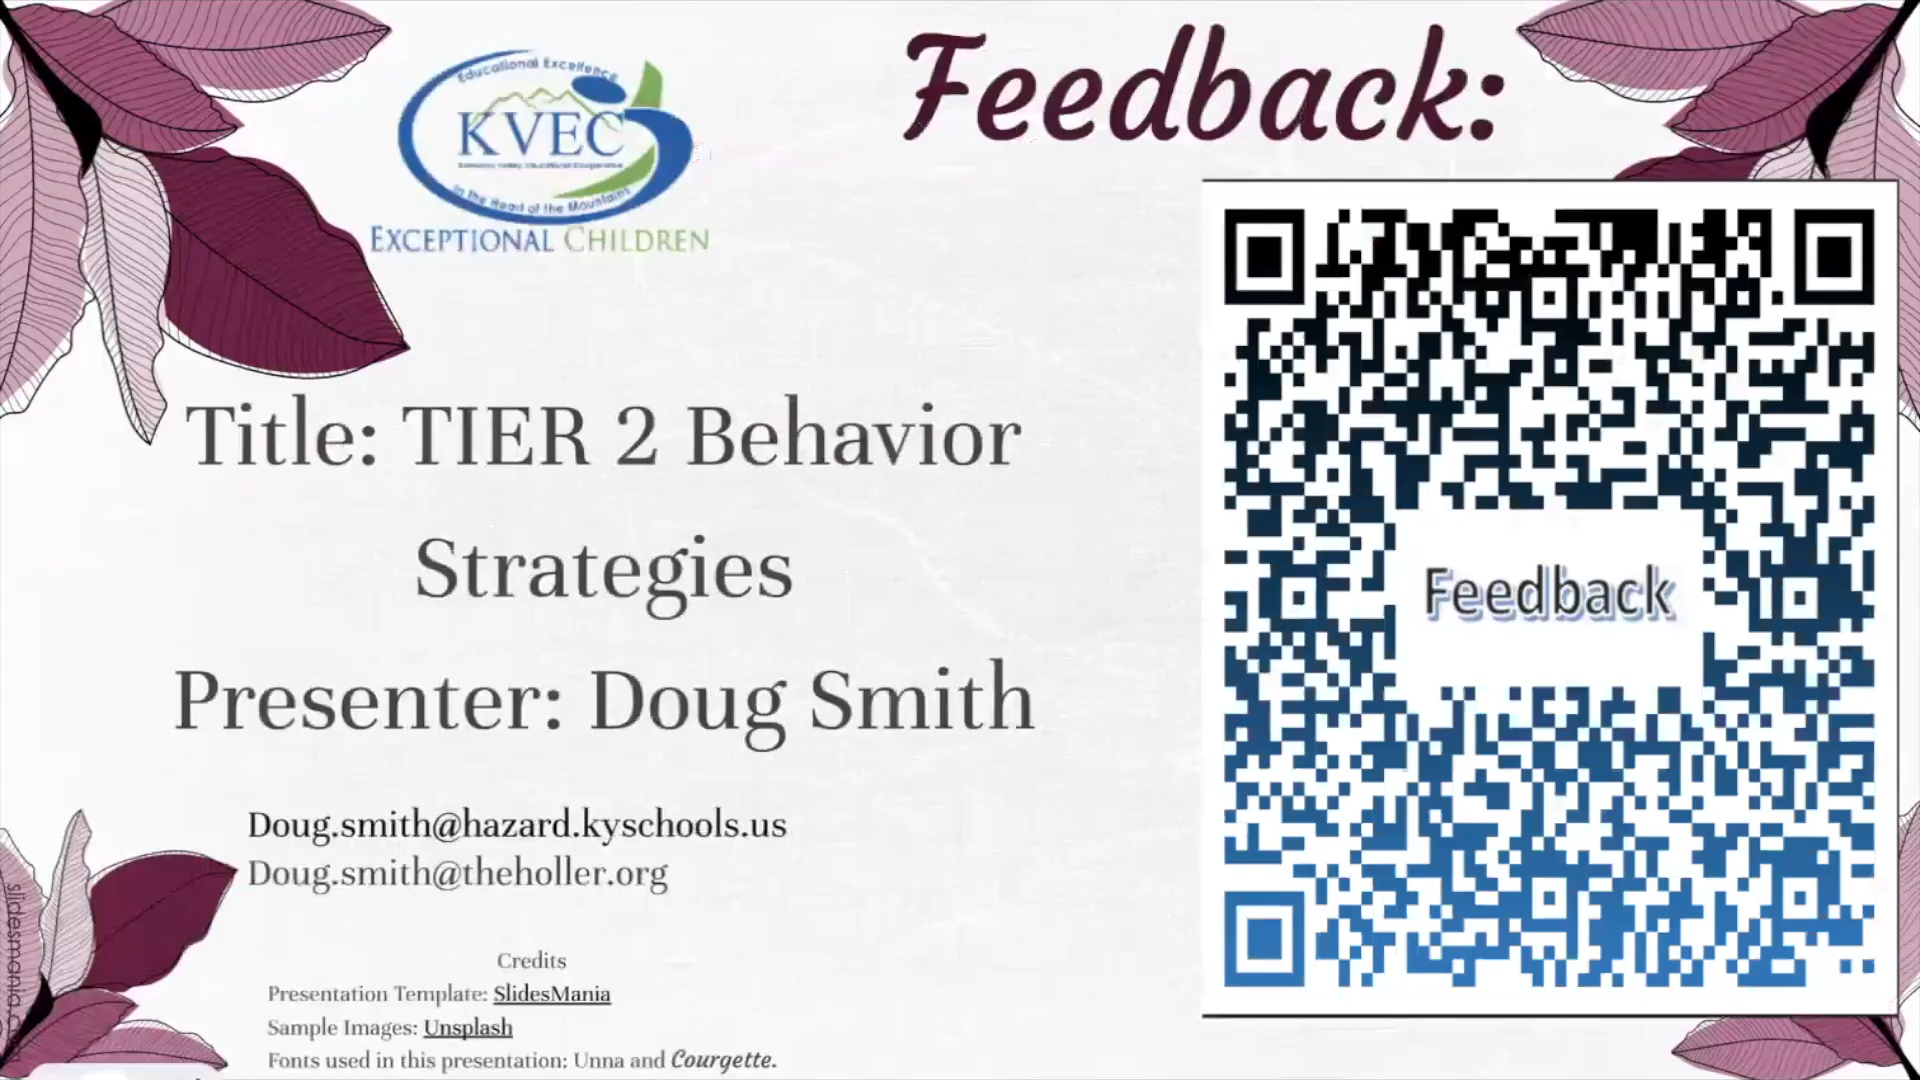 Feedback:
Educational Excellence
KVEC
in the Head of the Mountains
EXCEPTIONAL CHILDREN
Title: TIER 2 Behavior
Strategies
Presenter: Doug Smith
Feedback
Doug.smith@hazard.kyschools.us
Doug.smith@theholler.org
Credits
Presentation Template: SlidesMania
Sample Images: Unsplash
Fonts used in this presentation: Unna and Courgette.
slidesmania.c